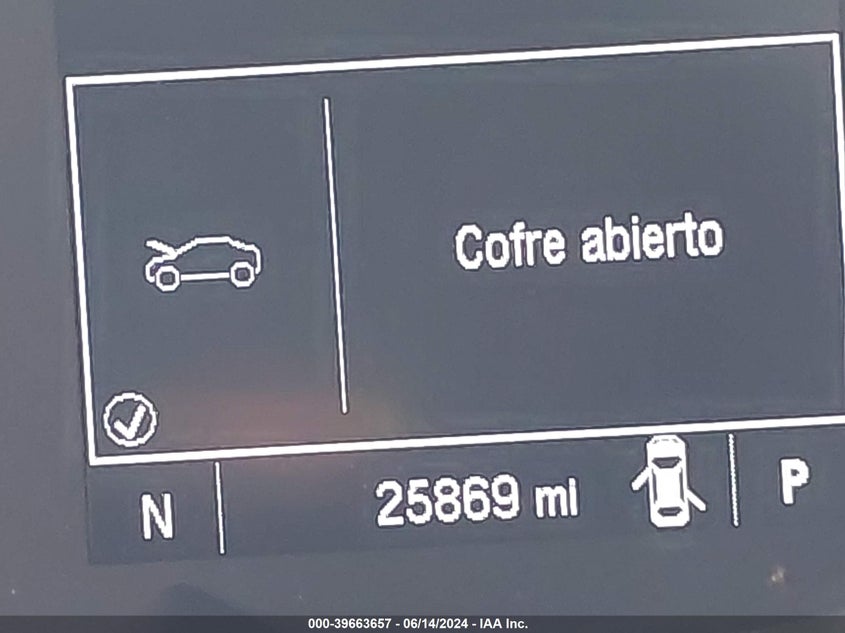 Cofre abierto
N 25869 mi P
000-39663657 - 06/14/2024 - IAA Inc.